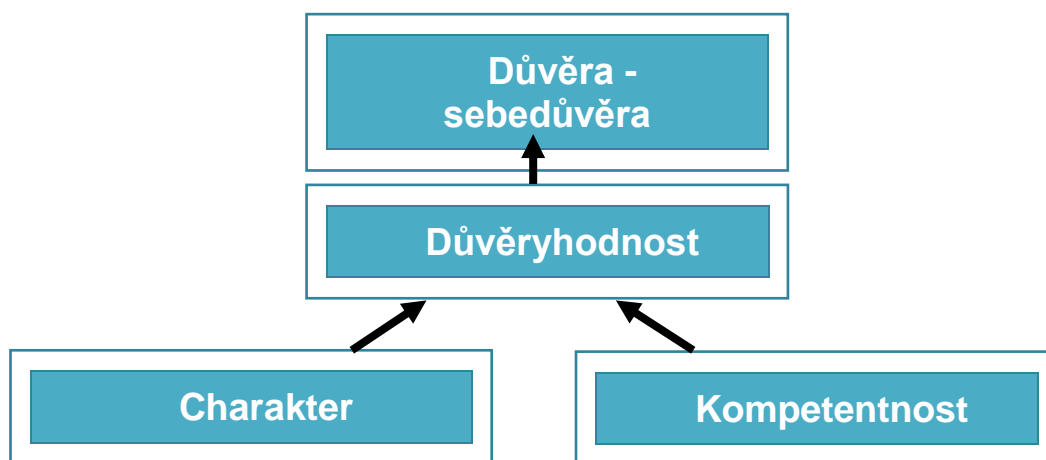 Důvěra -
sebedůvěra
Důvěryhodnost
Charakter
Kompetentnost